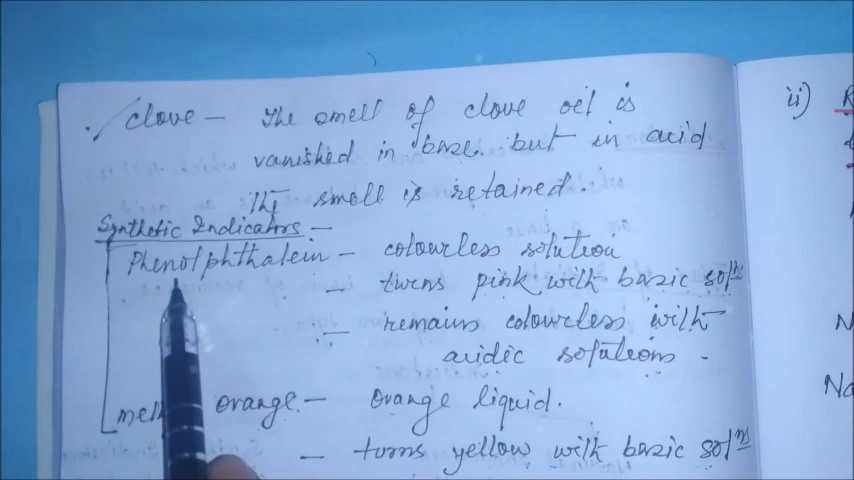 clove - The smell of clove oil is
vanished in base. but in acid
The smell is retained.
Synthetic Indicators -
Phenolphthalein - colourless solution
- turns pink with basic solⁿ
- remains colourless with
acidic solutions.
orange - orange liquid.
- turns yellow with basic solⁿˢ
ii)